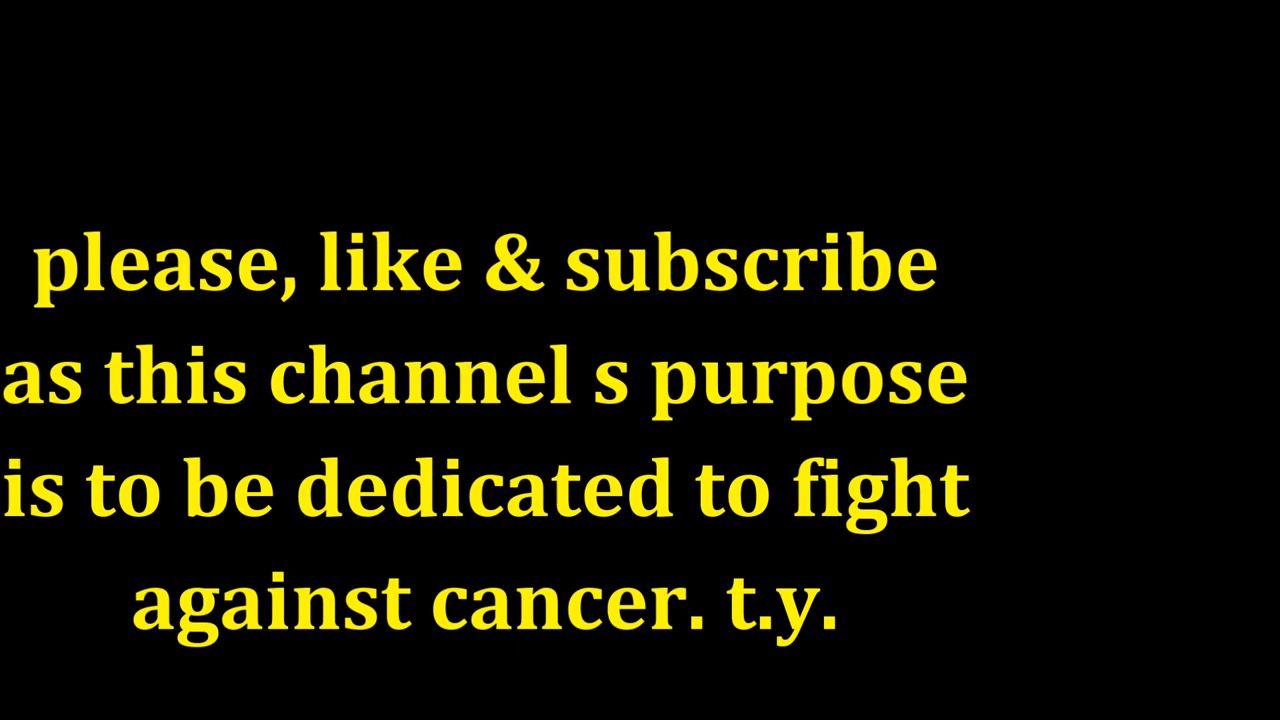 please, like & subscribe
as this channel s purpose
is to be dedicated to fight
against cancer. t.y.